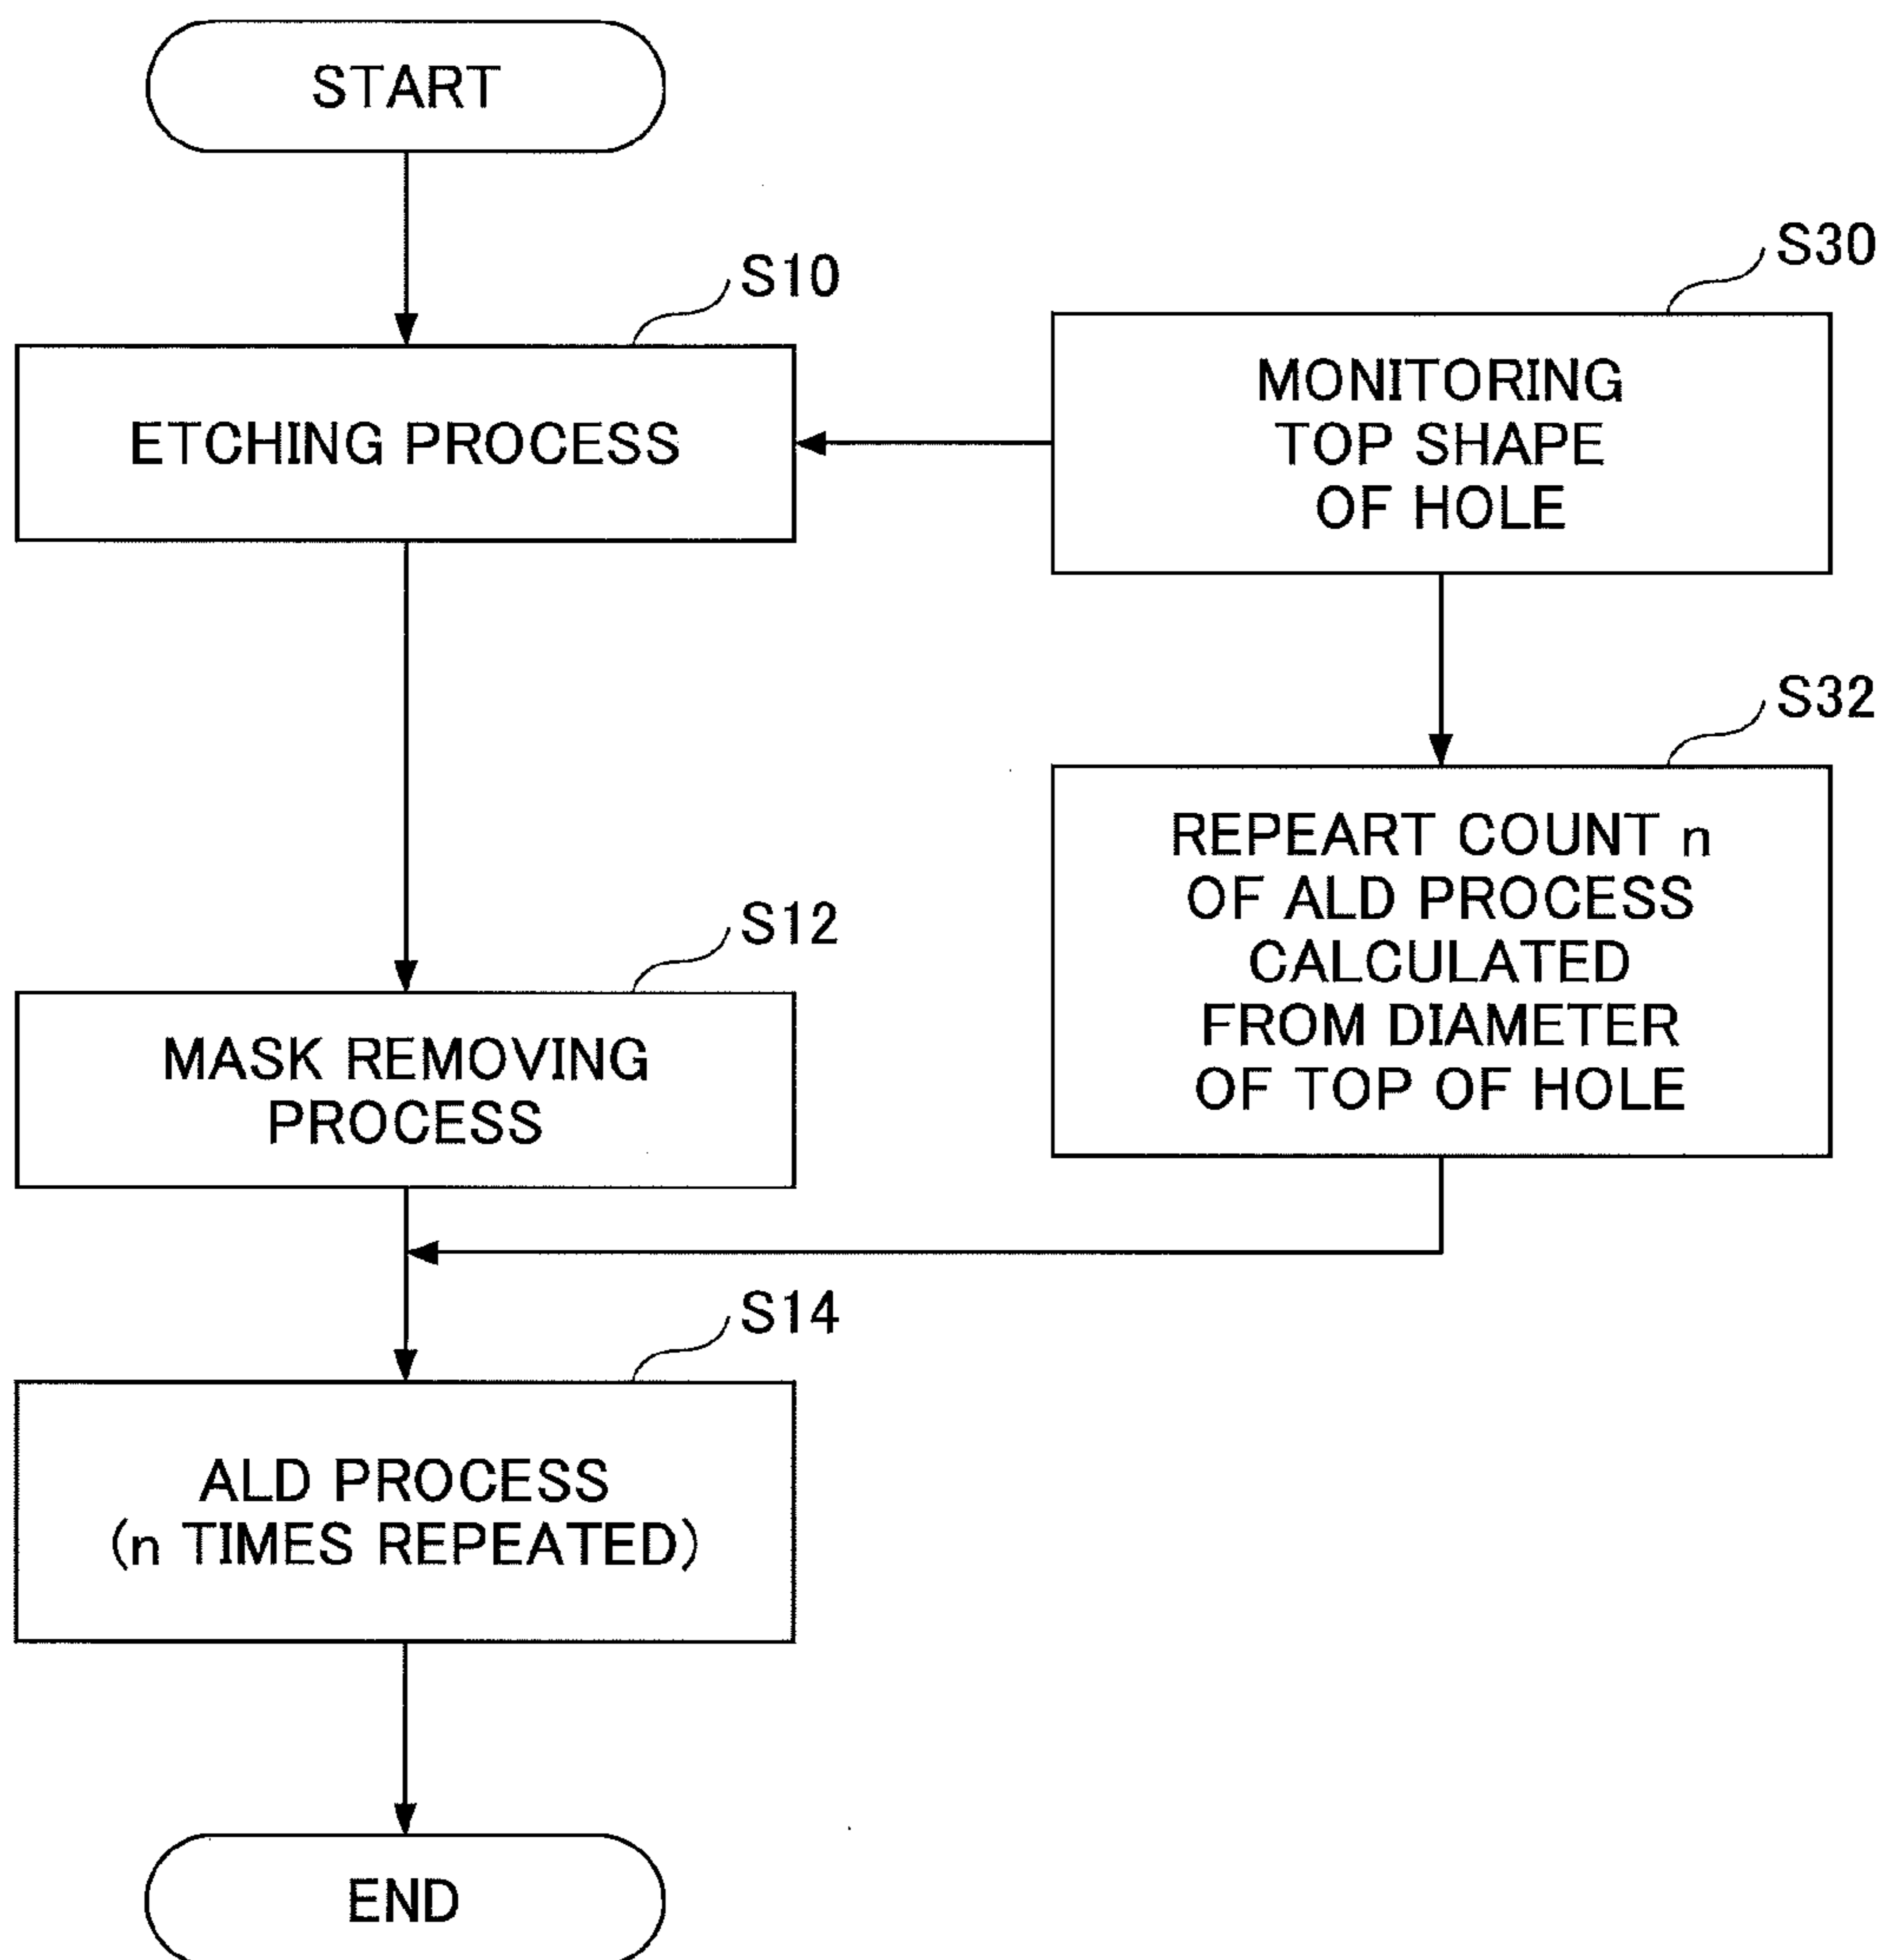 START
S10
ETCHING PROCESS
S30
MONITORING
TOP SHAPE
OF HOLE
S32
REPEART COUNT n
OF ALD PROCESS
CALCULATED
FROM DIAMETER
OF TOP OF HOLE
S12
MASK REMOVING
PROCESS
S14
ALD PROCESS
(n TIMES REPEATED)
END